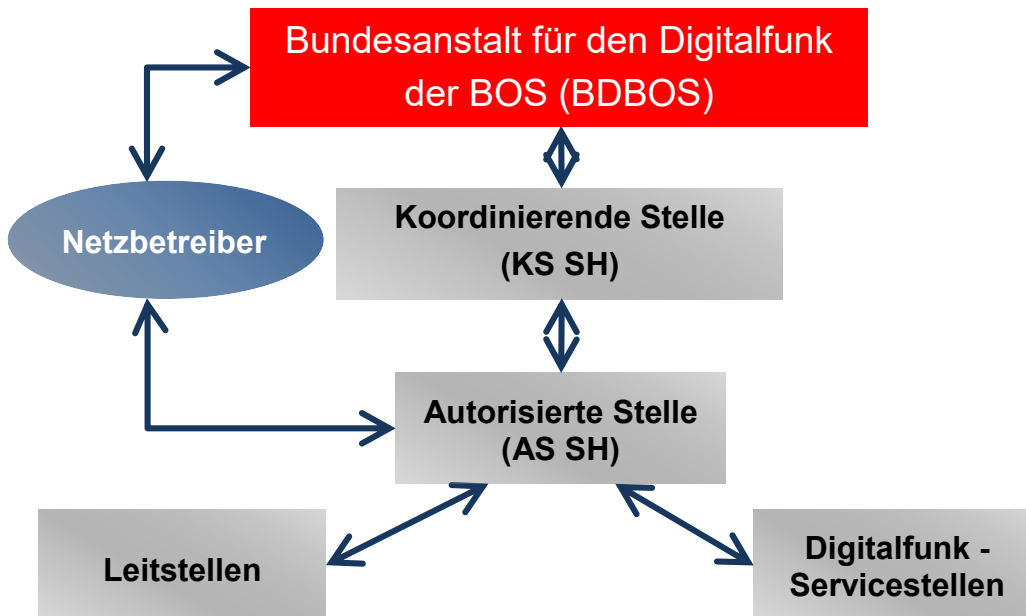 Bundesanstalt für den Digitalfunk
der BOS (BDBOS)
Netzbetreiber
Koordinierende Stelle
(KS SH)
Autorisierte Stelle
(AS SH)
Leitstellen
Digitalfunk -
Servicestellen